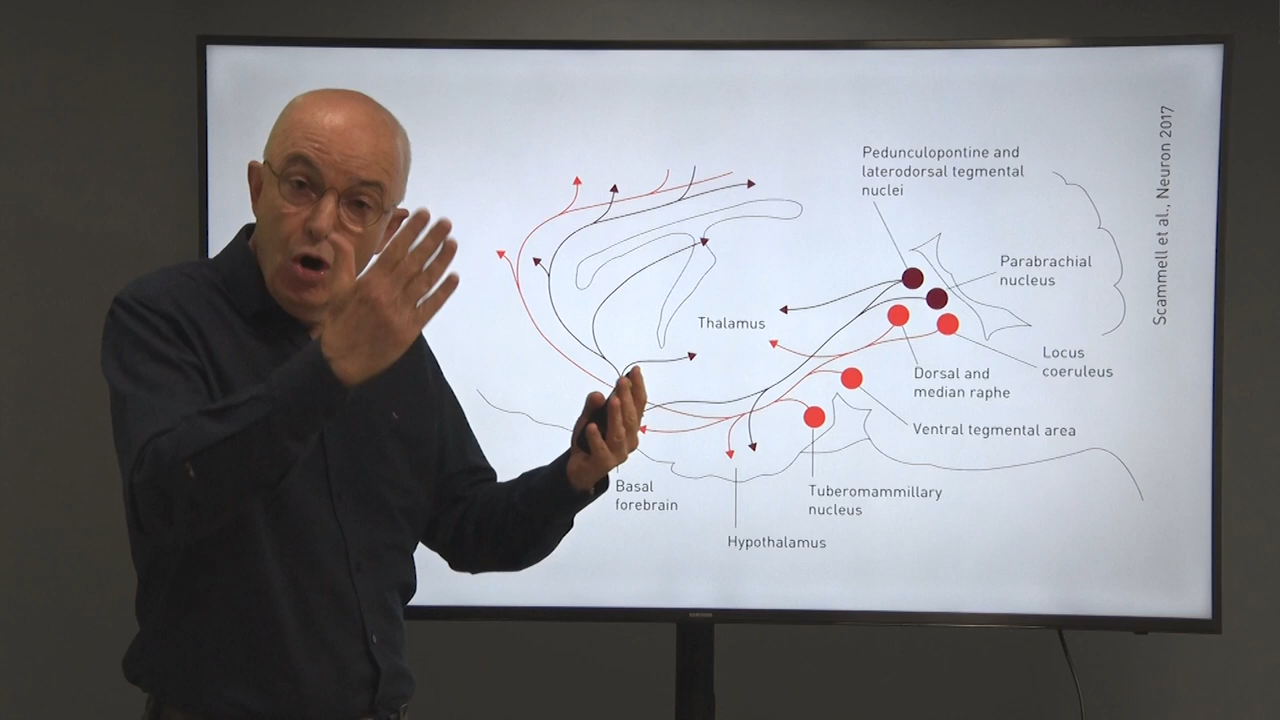 Pedunculopontine and
laterodorsal tegmental
nuclei
Scammell et al., Neuron 2017
Parabrachial
nucleus
Thalamus
Locus
coeruleus
Dorsal and
median raphe
Ventral tegmental area
Basal
forebrain
Tuberomammillary
nucleus
Hypothalamus
SAMSUNG